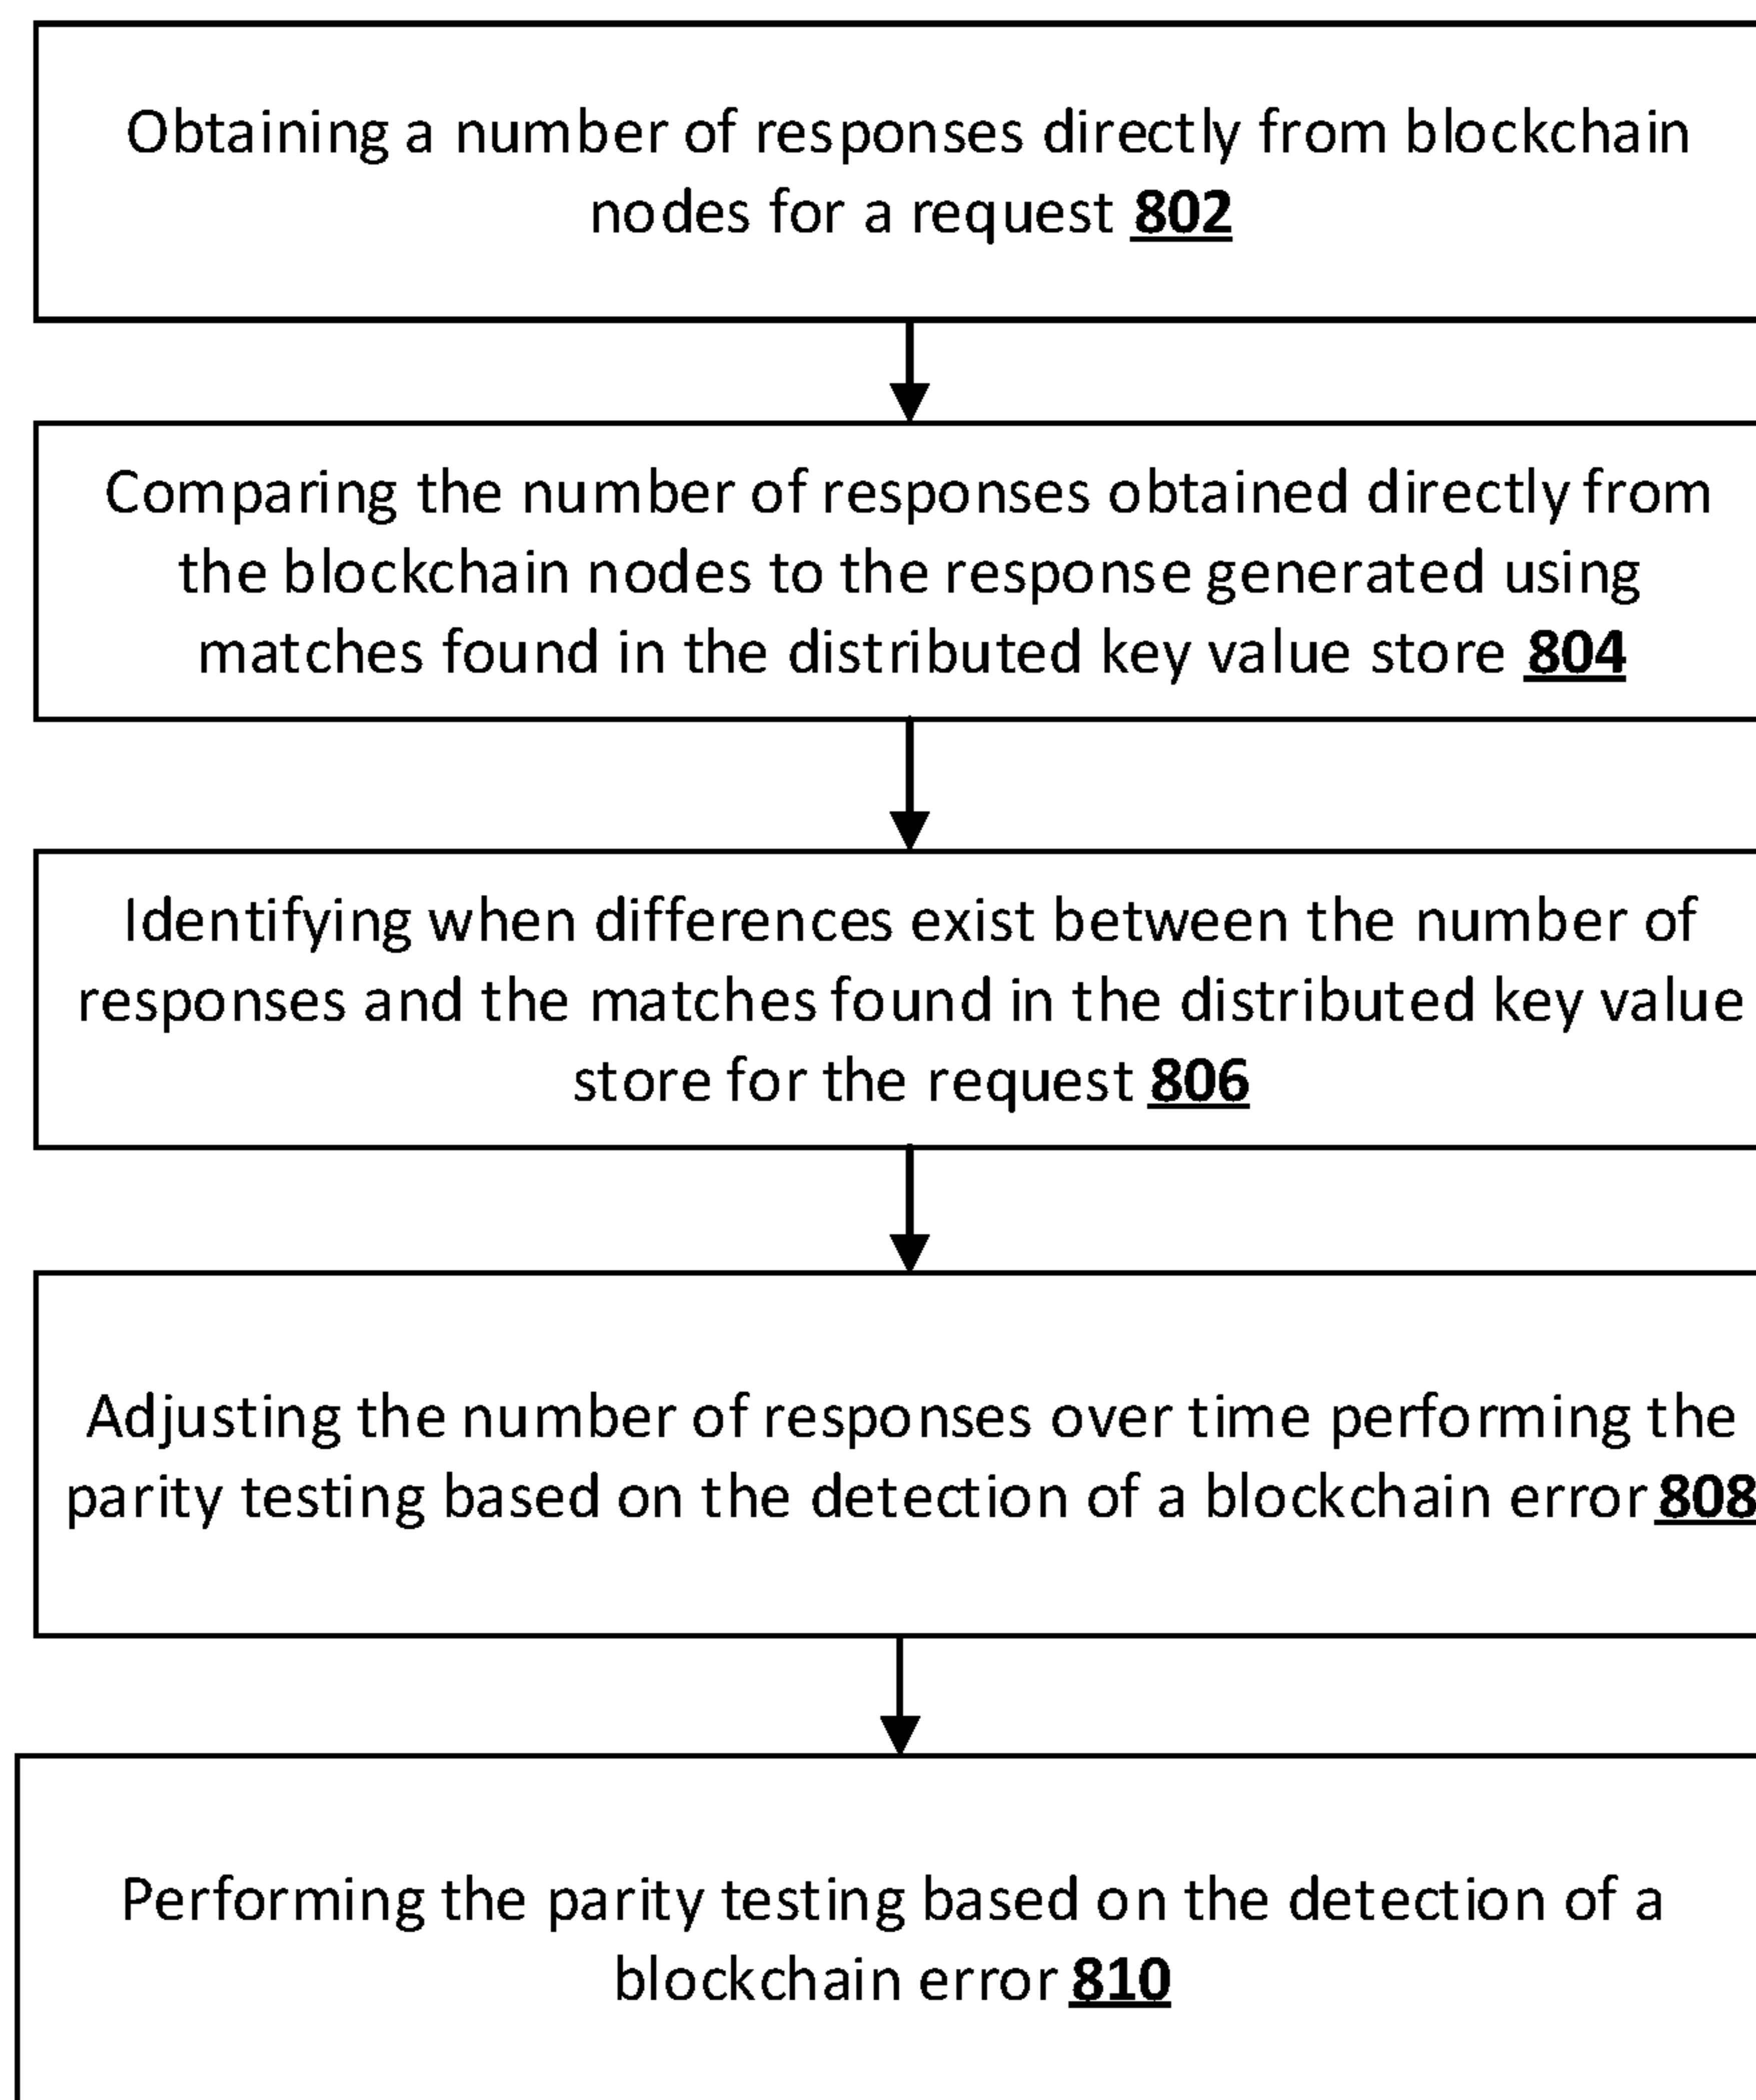 Obtaining a number of responses directly from blockchain
nodes for a request 802
Comparing the number of responses obtained directly from
the blockchain nodes to the response generated using
matches found in the distributed key value store 804
Identifying when differences exist between the number of
responses and the matches found in the distributed key value
store for the request 806
Adjusting the number of responses over time performing the
parity testing based on the detection of a blockchain error 808
Performing the parity testing based on the detection of a
blockchain error 810